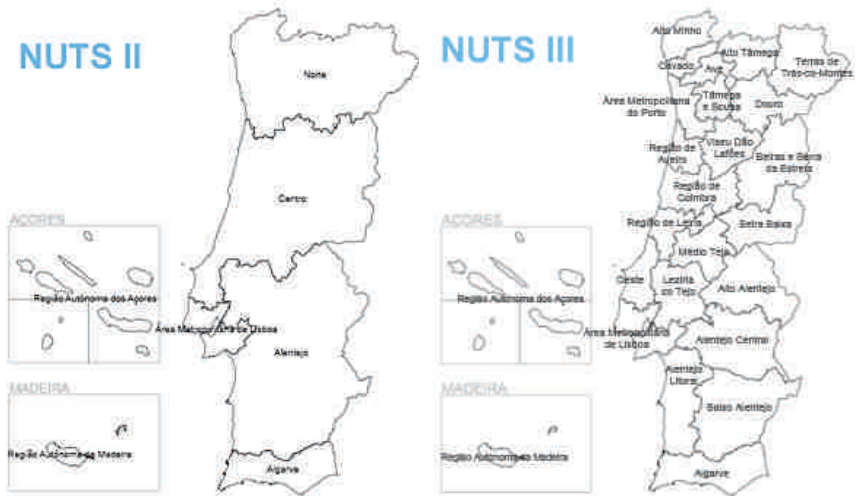 NUTS II
Norte
Centro
AÇORES
Região Autónoma dos Açores
Área Metropolitana de Lisboa
Alentejo
MADEIRA
Região Autónoma da Madeira
Algarve
NUTS III
Alto Minho
Cávado
Ave
Alto Tâmega
Terras de
Trás-os-Montes
Área Metropolitana
do Porto
Tâmega
e Sousa
Douro
Região de
Aveiro
Viseu Dão
Lafões
Beiras e Serra
da Estrela
Região de
Coimbra
AÇORES
Região de Leiria
Beira Baixa
Médio Tejo
Oeste
Lezíria
do Tejo
Alto Alentejo
Região Autónoma dos Açores
Área Metropolitana
de Lisboa
Alentejo Central
Alentejo
Litoral
MADEIRA
Baixo Alentejo
Região Autónoma da Madeira
Algarve